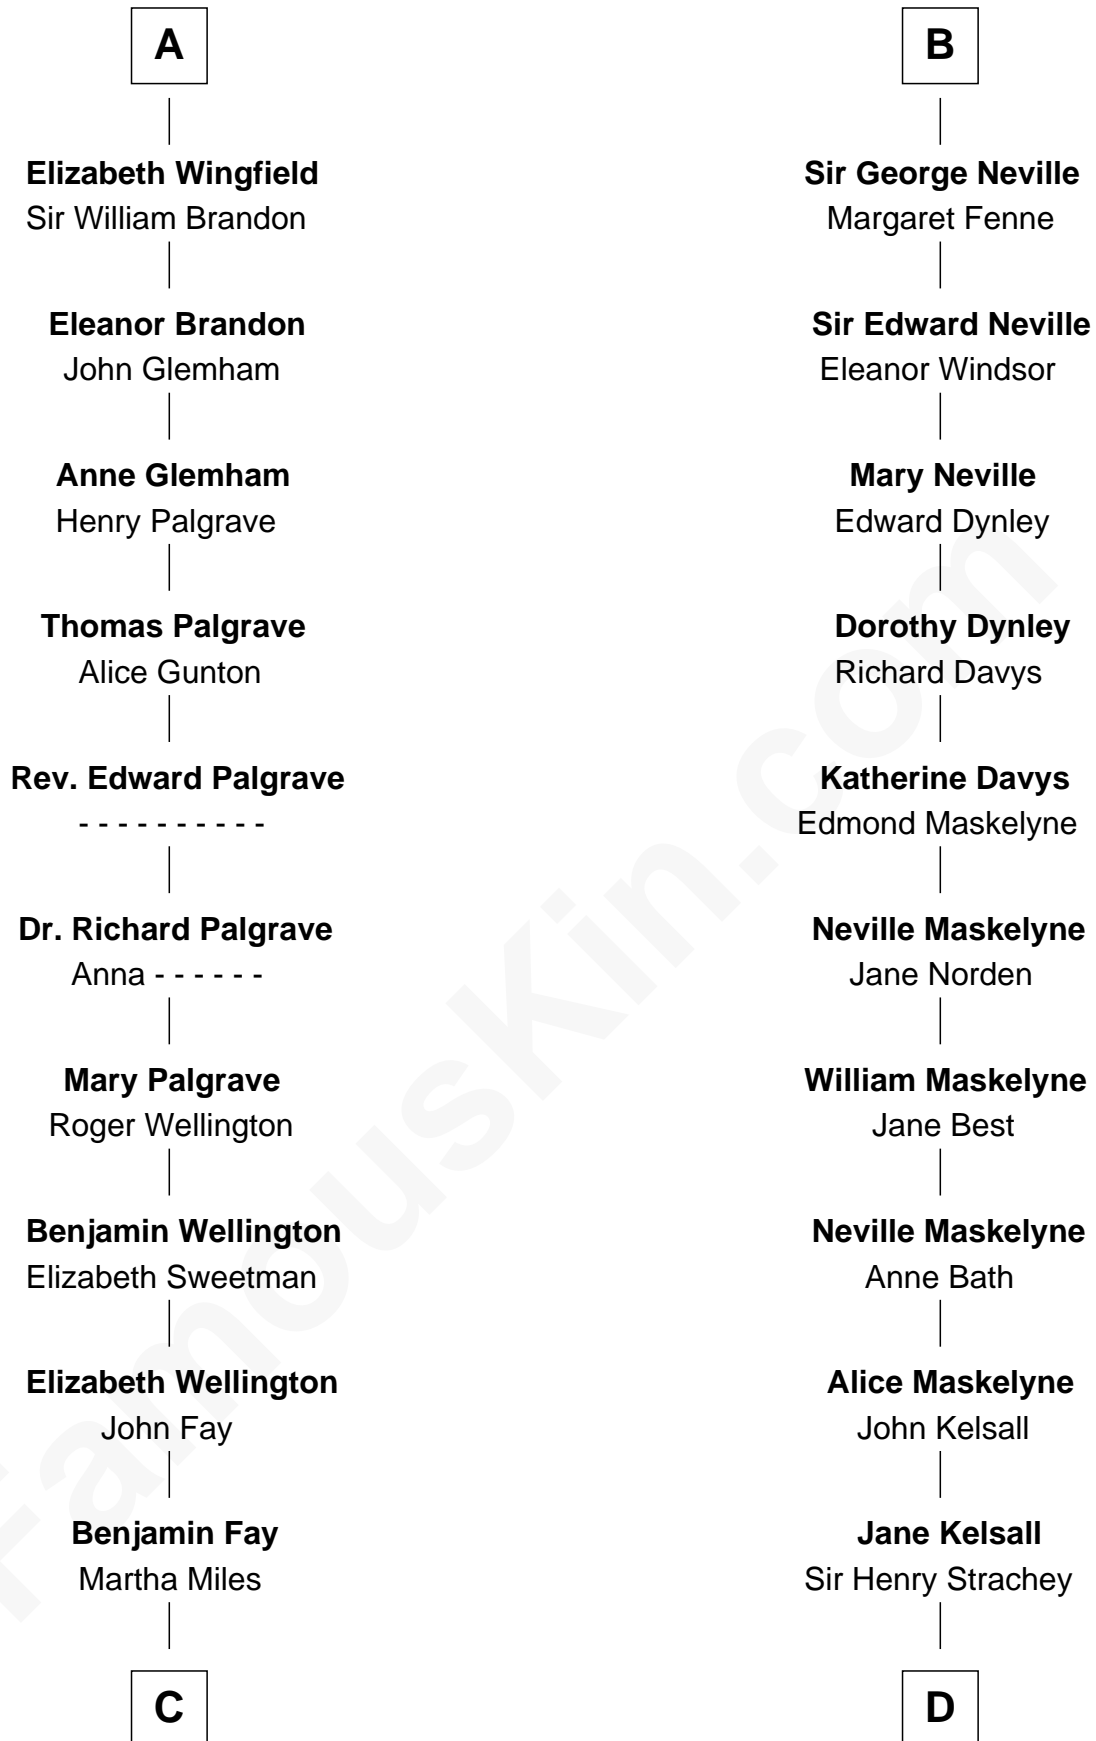 A
Elizabeth Wingfield
Sir William Brandon
Eleanor Brandon
John Glemham
Anne Glemham
Henry Palgrave
Thomas Palgrave
Alice Gunton
Rev. Edward Palgrave
- - - - - - - - - -
Dr. Richard Palgrave
Anna - - - - - -
Mary Palgrave
Roger Wellington
Benjamin Wellington
Elizabeth Sweetman
Elizabeth Wellington
John Fay
Benjamin Fay
Martha Miles
C
B
Sir George Neville
Margaret Fenne
Sir Edward Neville
Eleanor Windsor
Mary Neville
Edward Dynley
Dorothy Dynley
Richard Davys
Katherine Davys
Edmond Maskelyne
Neville Maskelyne
Jane Norden
William Maskelyne
Jane Best
Neville Maskelyne
Anne Bath
Alice Maskelyne
John Kelsall
Jane Kelsall
Sir Henry Strachey
D
FamousKin.com